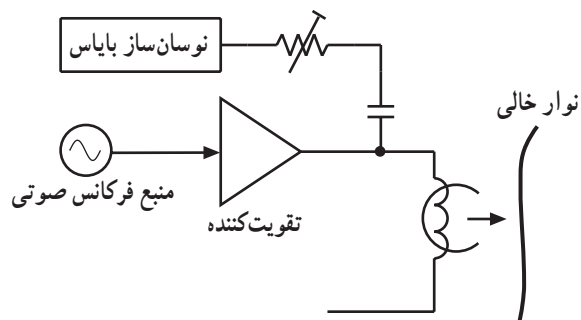 نوسان‌ساز بایاس
نوار خالی
منبع فرکانس صوتی
تقویت‌کننده